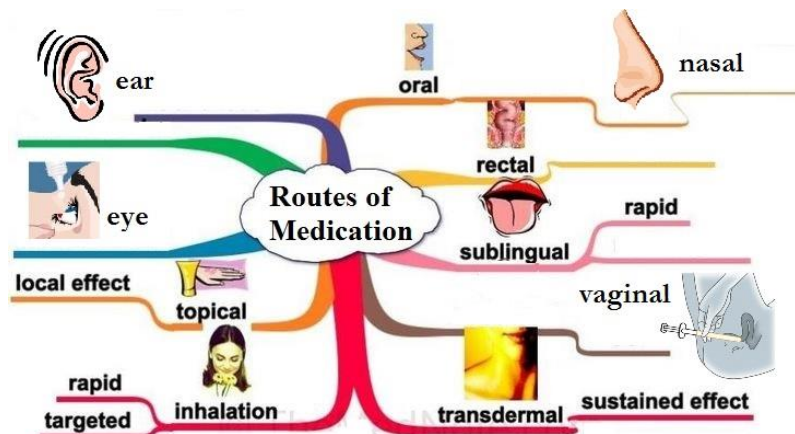 ear
oral
nasal
rectal
Routes of
Medication
eye
sublingual
rapid
local effect
topical
vaginal
rapid
targeted
inhalation
transdermal
sustained effect